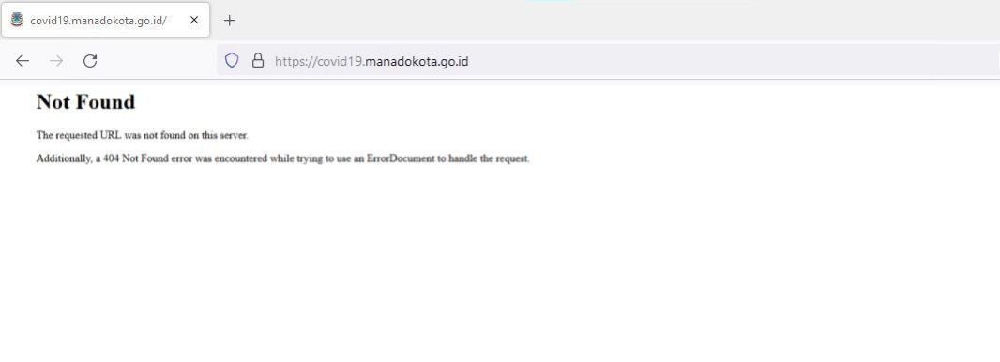 covid19.manadokota.go.id/
https://covid19.manadokota.go.id
Not Found
The requested URL was not found on this server.
Additionally, a 404 Not Found error was encountered while trying to use an ErrorDocument to handle the request.